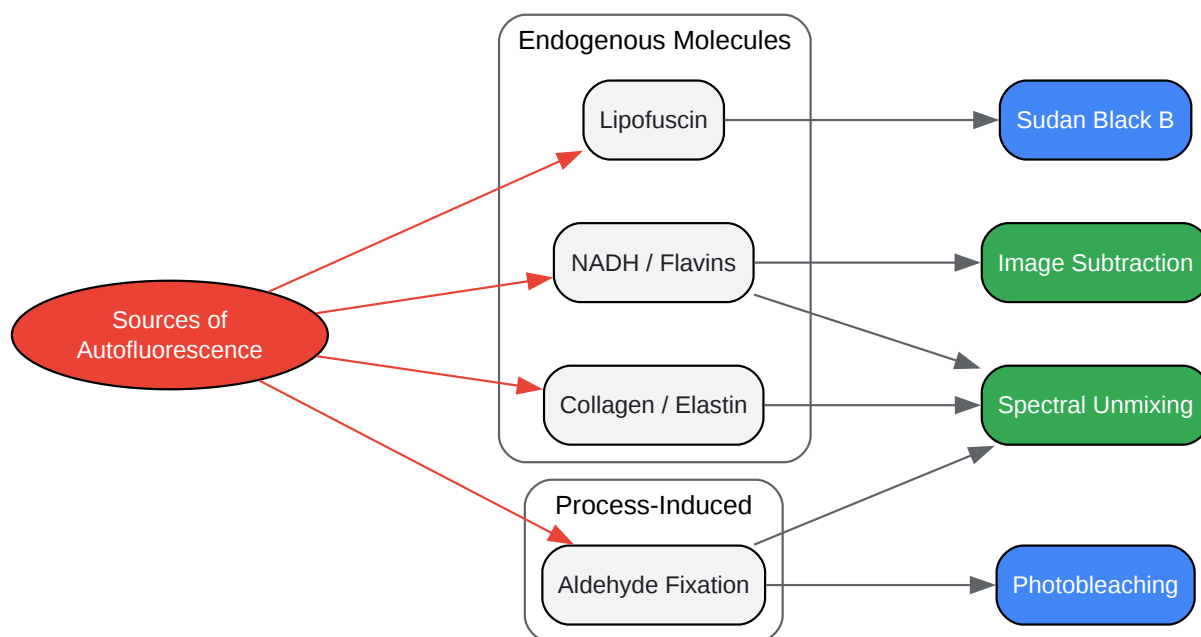 Endogenous Molecules
Lipofuscin
Sudan Black B
NADH / Flavins
Image Subtraction
Sources of
Autofluorescence
Collagen / Elastin
Spectral Unmixing
Process-Induced
Aldehyde Fixation
Photobleaching